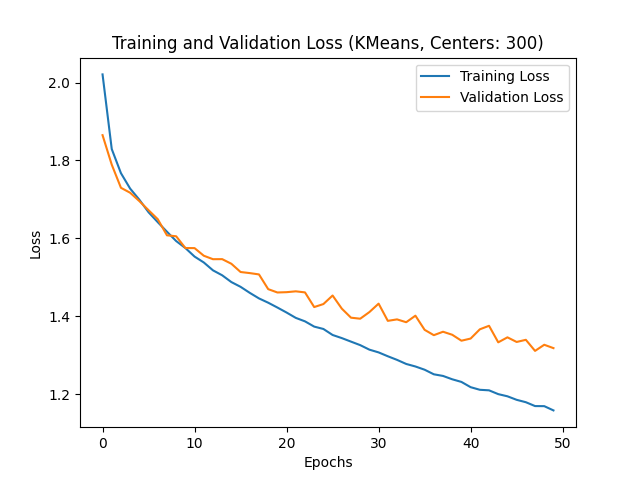 Training and Validation Loss (KMeans, Centers: 300)
Training Loss
Validation Loss
Loss
2.0
1.8
1.6
1.4
1.2
0 10 20 30 40 50
Epochs